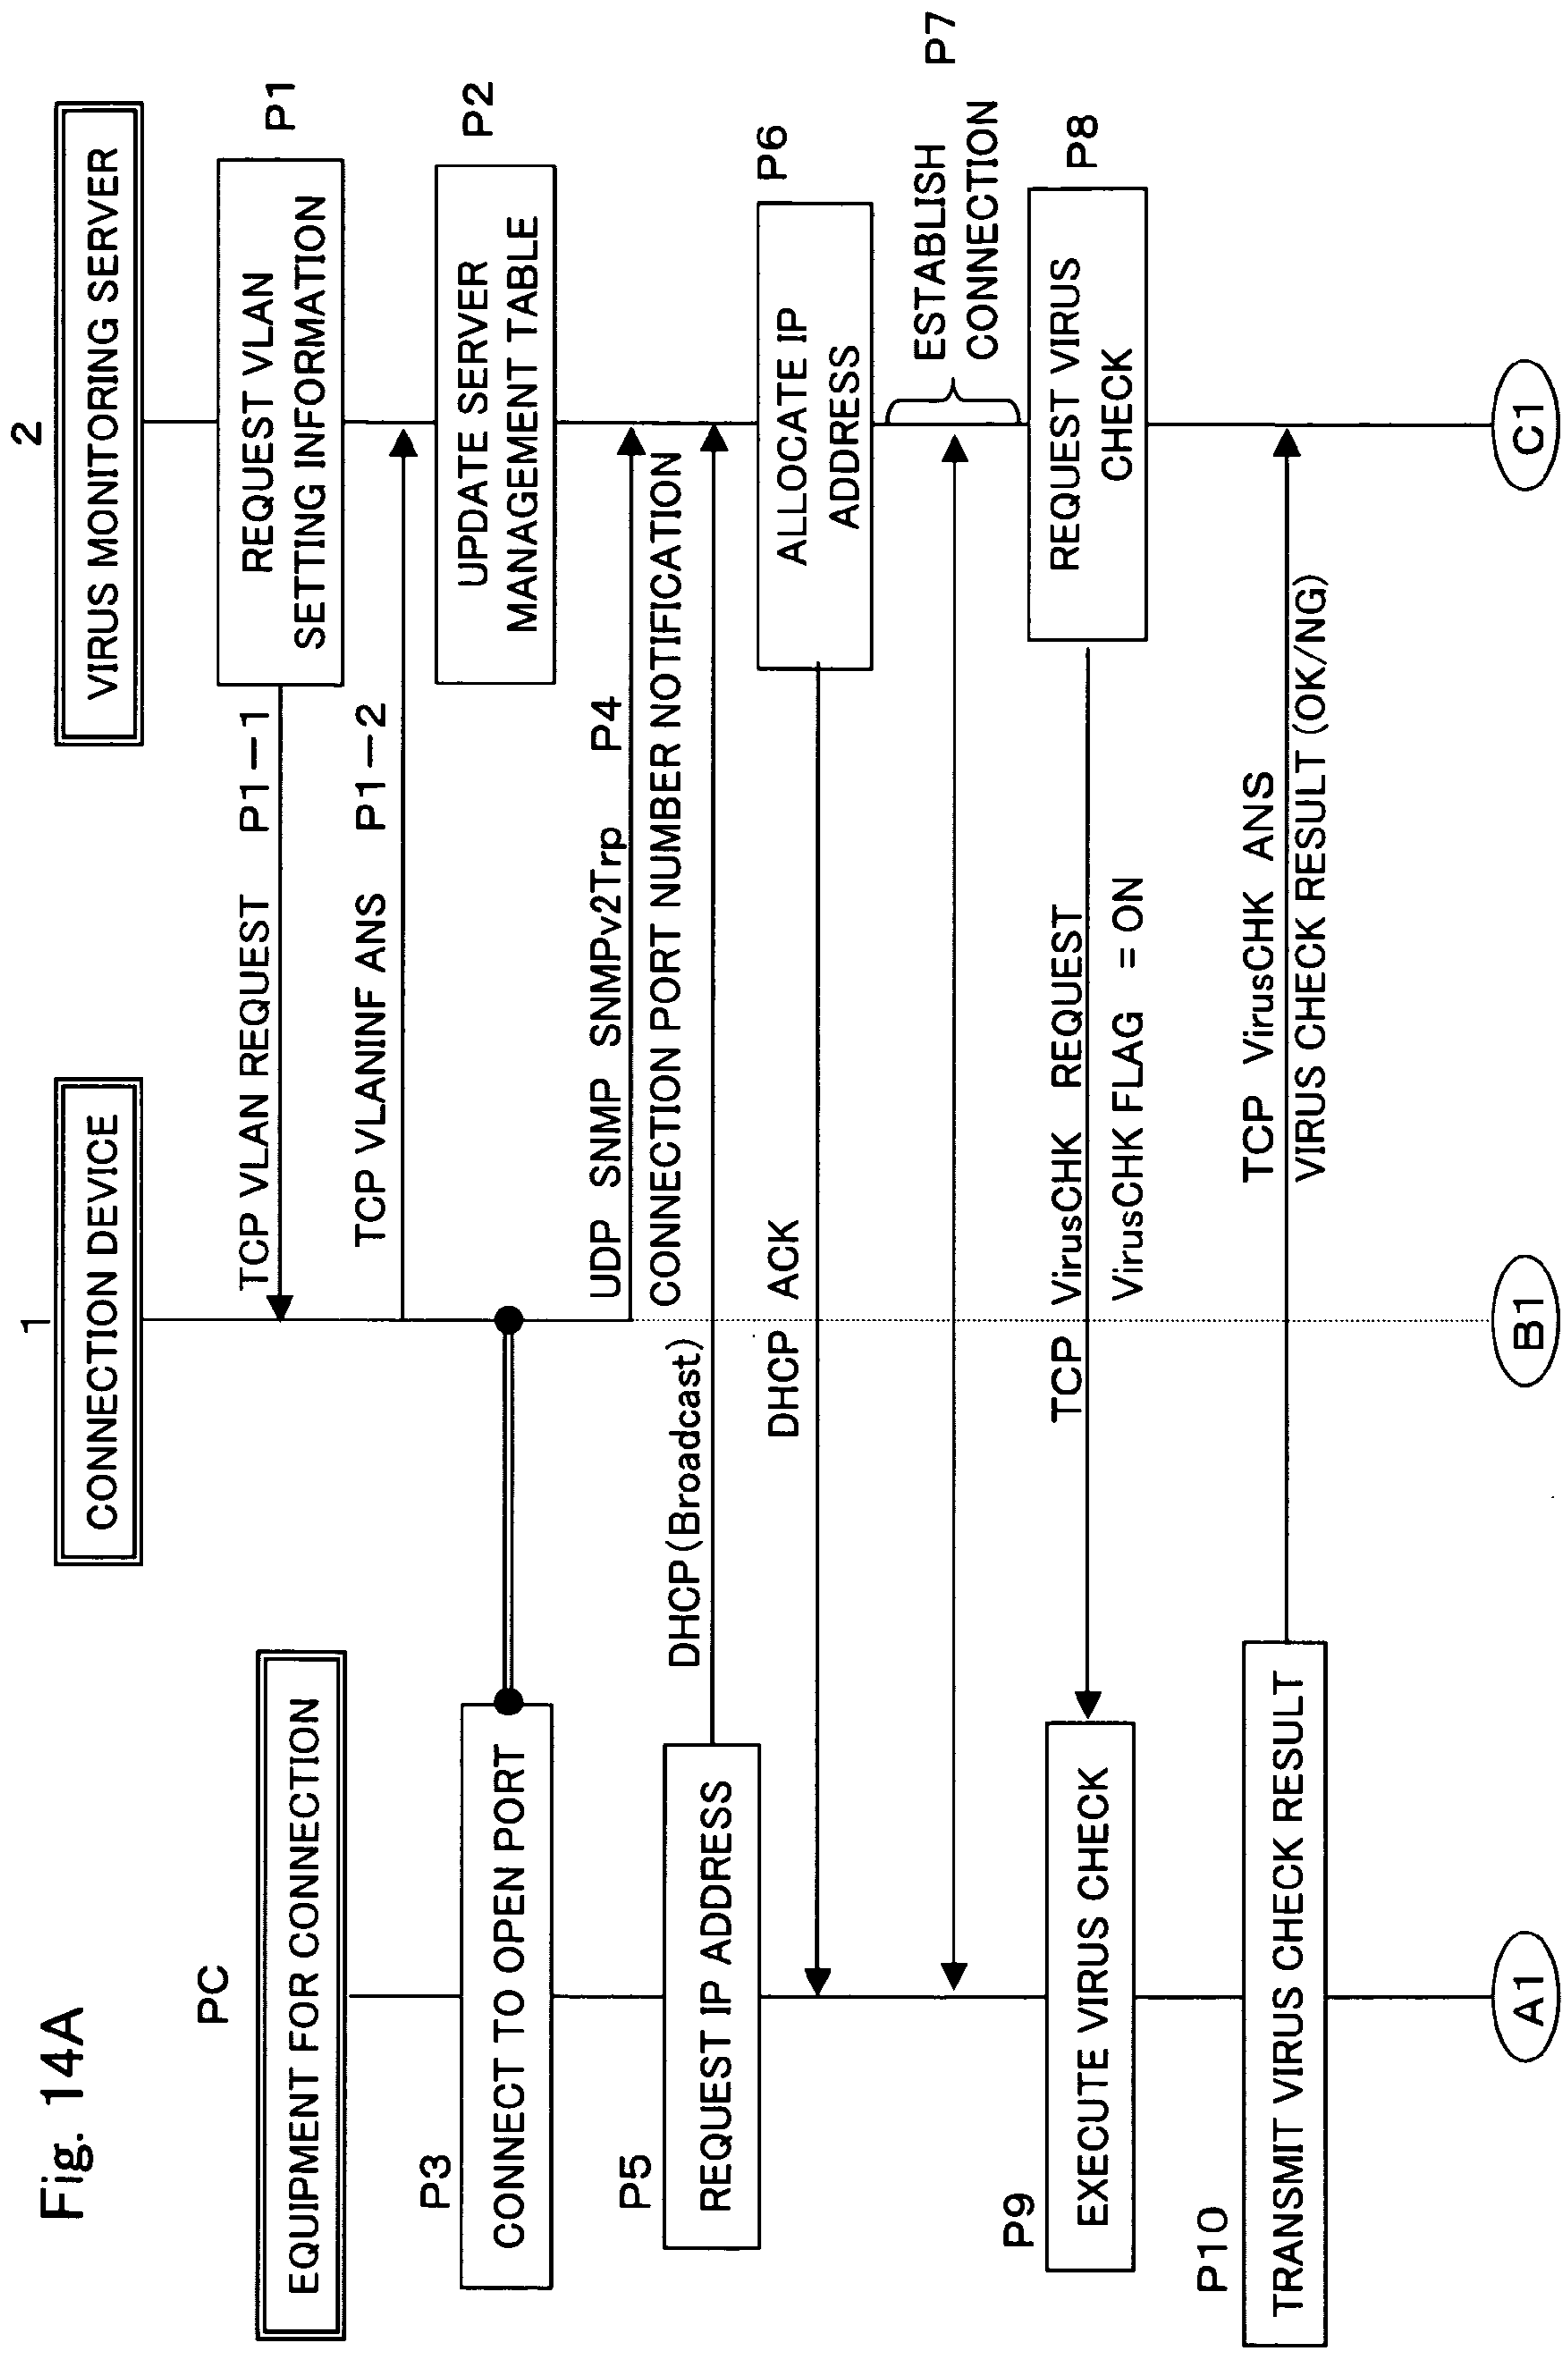 Fig. 14A
PC
1
2
EQUIPMENT FOR CONNECTION
CONNECTION DEVICE
VIRUS MONITORING SERVER
TCP VLAN REQUEST P1-1
REQUEST VLAN
SETTING INFORMATION
P1
TCP VLANINF ANS P1-2
P3
CONNECT TO OPEN PORT
UPDATE SERVER
MANAGEMENT TABLE
P2
UDP SNMP SNMPv2Trp P4
CONNECTION PORT NUMBER NOTIFICATION
P5
REQUEST IP ADDRESS
DHCP(Broadcast)
DHCP ACK
ALLOCATE IP
ADDRESS
P6
ESTABLISH
CONNECTION
P7
P9
EXECUTE VIRUS CHECK
TCP VirusCHK REQUEST
VirusCHK FLAG = ON
REQUEST VIRUS
CHECK
P8
P10
TRANSMIT VIRUS CHECK RESULT
TCP VirusCHK ANS
VIRUS CHECK RESULT (OK/NG)
A1
B1
C1